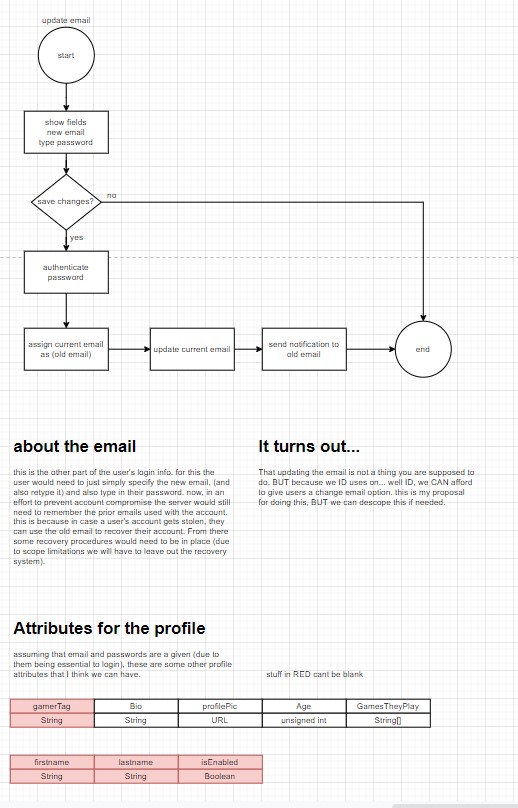 update email
start
show fields
new email
type password
save changes?
no
yes
authenticate
password
assign current email
as (old email)
update current email
send notification to
old email
end
about the email
this is the other part of the user's login info. for this the
user would need to just simply specify the new email, (and
also retype it) and also type in their password. now, in an
effort to prevent account compromise the server would still
need to remember the prior emails used with the account.
this is because in case a user's account gets stolen, they
can use the old email to recover their account. From there
some recovery procedures would need to be in place (due
to scope limitations we will have to leave out the recovery
system).
It turns out...
That updating the email is not a thing you are supposed to
do, BUT because we ID uses on... well ID, we CAN afford
to give users a change email option. this is my proposal
for doing this, BUT we can descope this if needed.
Attributes for the profile
assuming that email and passwords are a given (due to
them being essential to login), these are some other profile
attributes that I think we can have.
stuff in RED cant be blank
gamerTag Bio profilePic Age GamesTheyPlay
String String URL unsigned int String[]
firstname lastname isEnabled
String String Boolean